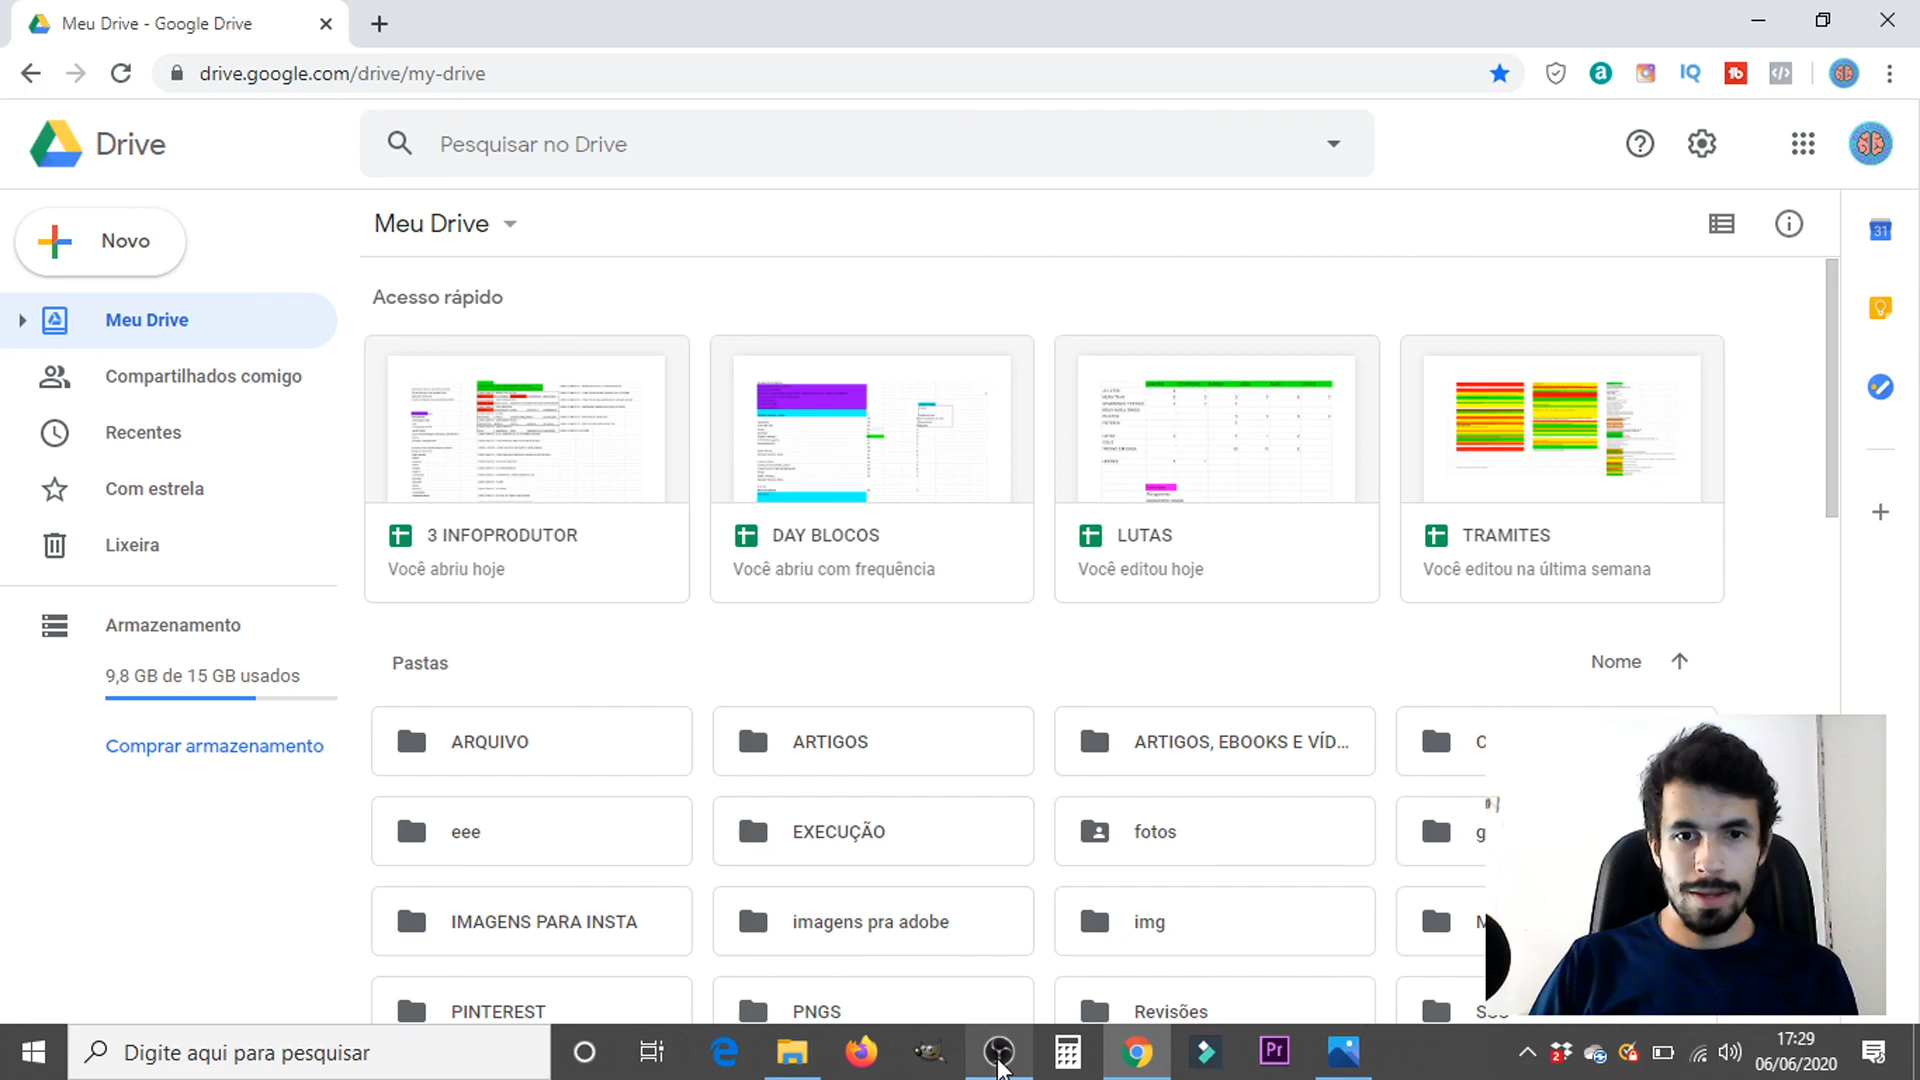 Meu Drive - Google Drive
drive.google.com/drive/my-drive
Drive
Pesquisar no Drive
Novo
Meu Drive
Compartilhados comigo
Recentes
Com estrela
Lixeira
Armazenamento
9,8 GB de 15 GB usados
Comprar armazenamento
Meu Drive
Acesso rápido
3 INFOPRODUTOR
Você abriu hoje
DAY BLOCOS
Você abriu com frequência
LUTAS
Você editou hoje
TRAMITES
Você editou na última semana
Pastas
Nome
ARQUIVO
ARTIGOS
ARTIGOS, EBOOKS E VÍD...
eee
EXECUÇÃO
fotos
g
IMAGENS PARA INSTA
imagens pra adobe
img
PINTEREST
PNGS
Revisões
31
Digite aqui para pesquisar
Pr
17:29
06/06/2020